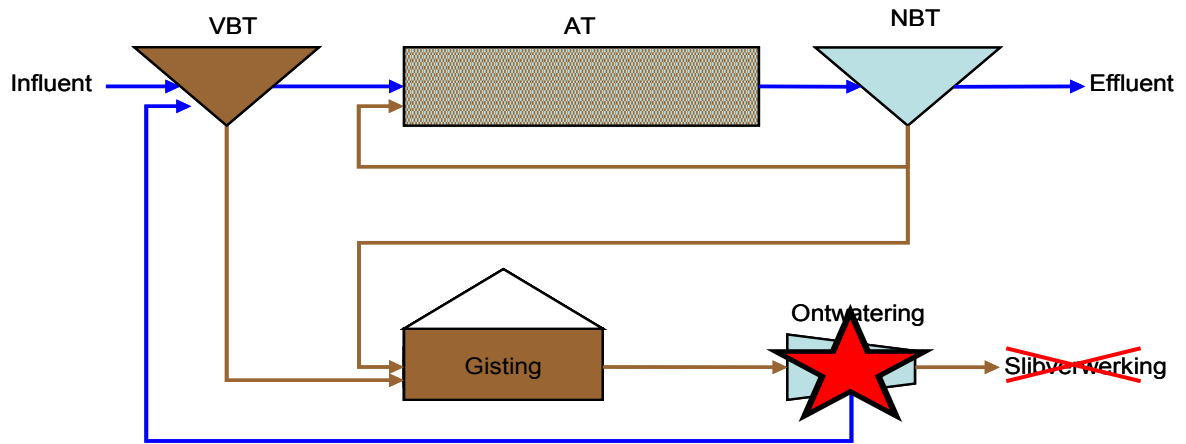 VBT
AT
NBT
Influent
Effluent
Gisting
Ontwatering
Slibverwerking